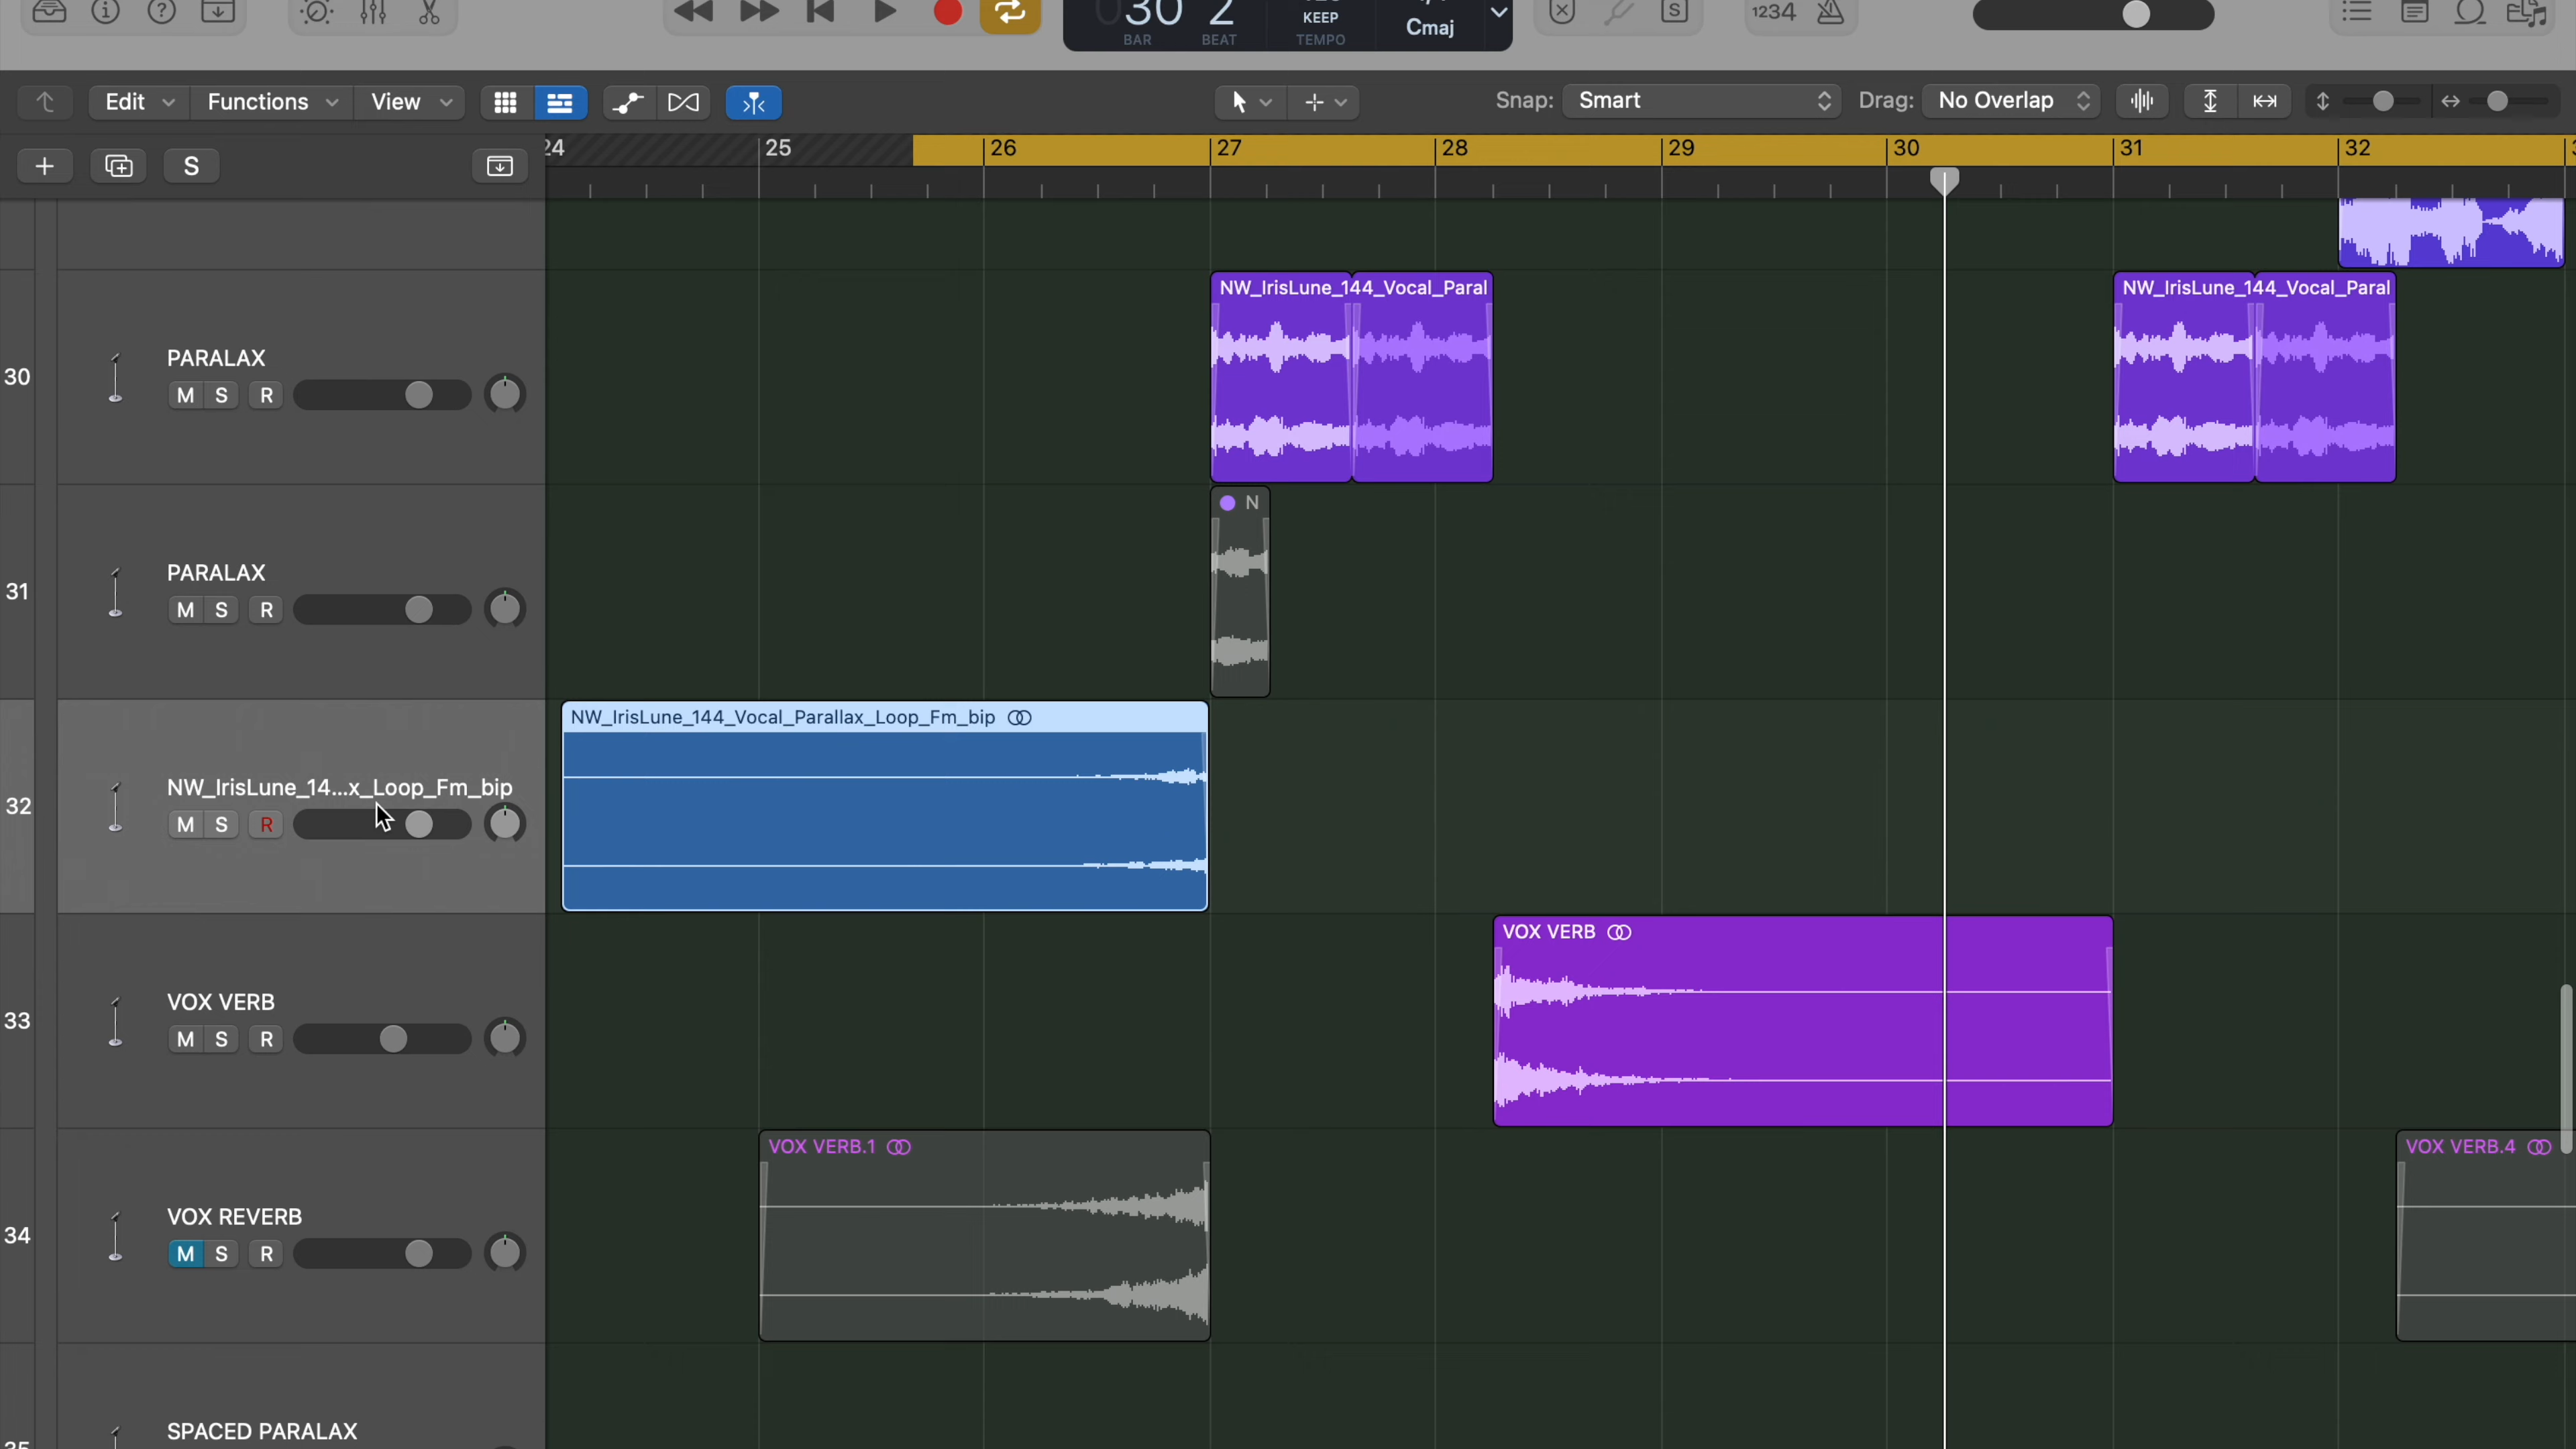 30 2
KEEP
Cmaj
BAR BEAT TEMPO
S
1234
Edit Functions View
Snap: Smart Drag: No Overlap
S
24 25 26 27 28 29 30 31 32
NW_IrisLune_144_Vocal_Paral
NW_IrisLune_144_Vocal_Paral
30 PARALAX
M S R
N
31 PARALAX
M S R
NW_IrisLune_144_Vocal_Parallax_Loop_Fm_bip
32 NW_IrisLune_14...x_Loop_Fm_bip
M S R
VOX VERB
33 VOX VERB
M S R
VOX VERB.1
VOX VERB.4
34 VOX REVERB
M S R
SPACED PARALAX